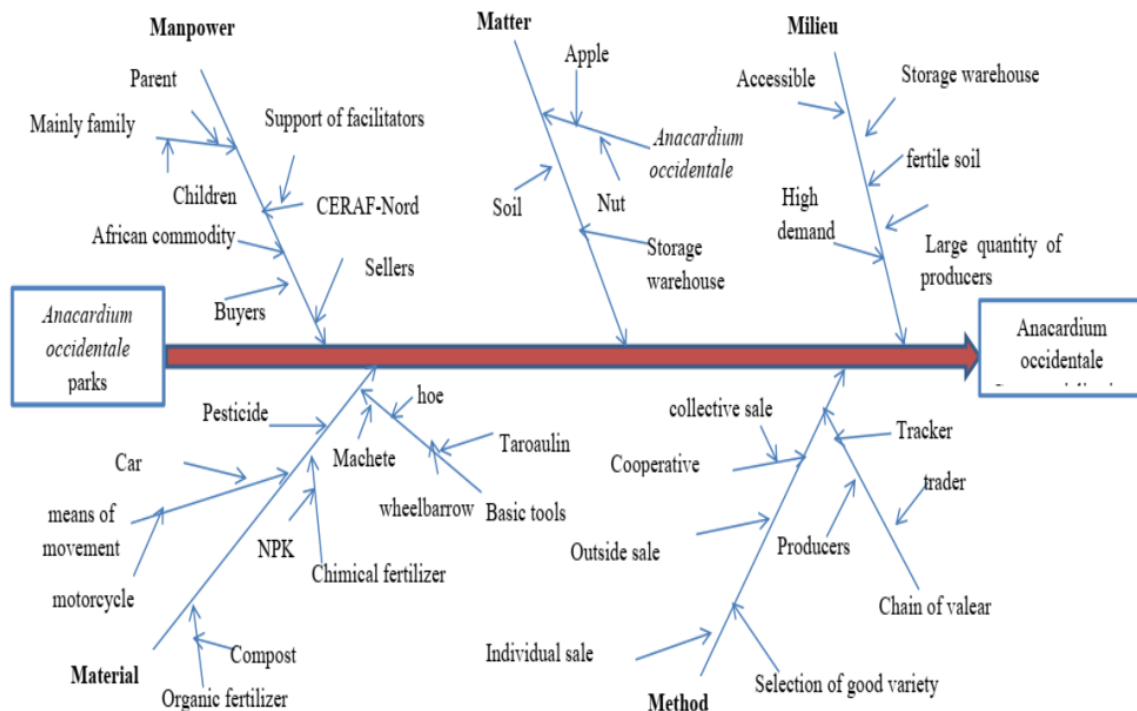 Manpower
Matter
Milieu
Parent
Apple
Accessible
Storage warehouse
Mainly family
Support of facilitators
Anacardium
occidentale
fertile soil
Children
CERAF-Nord
Soil
Nut
High
demand
African commodity
Storage
warehouse
Large quantity of
producers
Sellers
Buyers
Anacardium
occidentale
parks
Anacardium
occidentale
Pesticide
hoe
collective sale
Tracker
Car
Machete
Taroaulin
Cooperative
trader
means of
movement
wheelbarrow
Basic tools
NPK
Outside sale
Producers
motorcycle
Chimical fertilizer
Chain of valear
Material
Compost
Individual sale
Organic fertilizer
Method
Selection of good variety